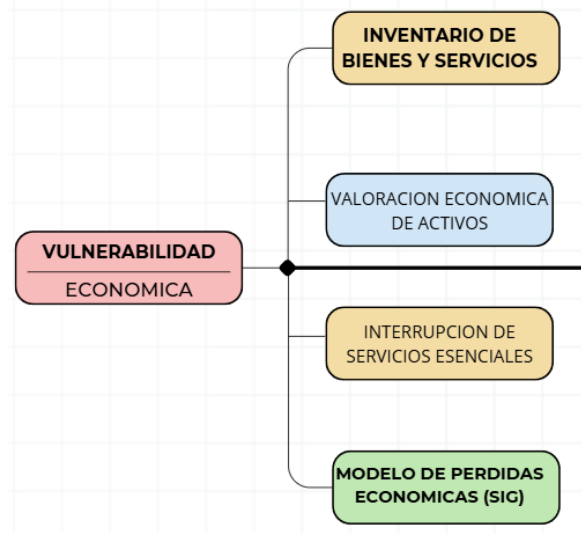 INVENTARIO DE
BIENES Y SERVICIOS
VALORACION ECONOMICA
DE ACTIVOS
VULNERABILIDAD
ECONOMICA
INTERRUPCION DE
SERVICIOS ESENCIALES
MODELO DE PERDIDAS
ECONOMICAS (SIG)